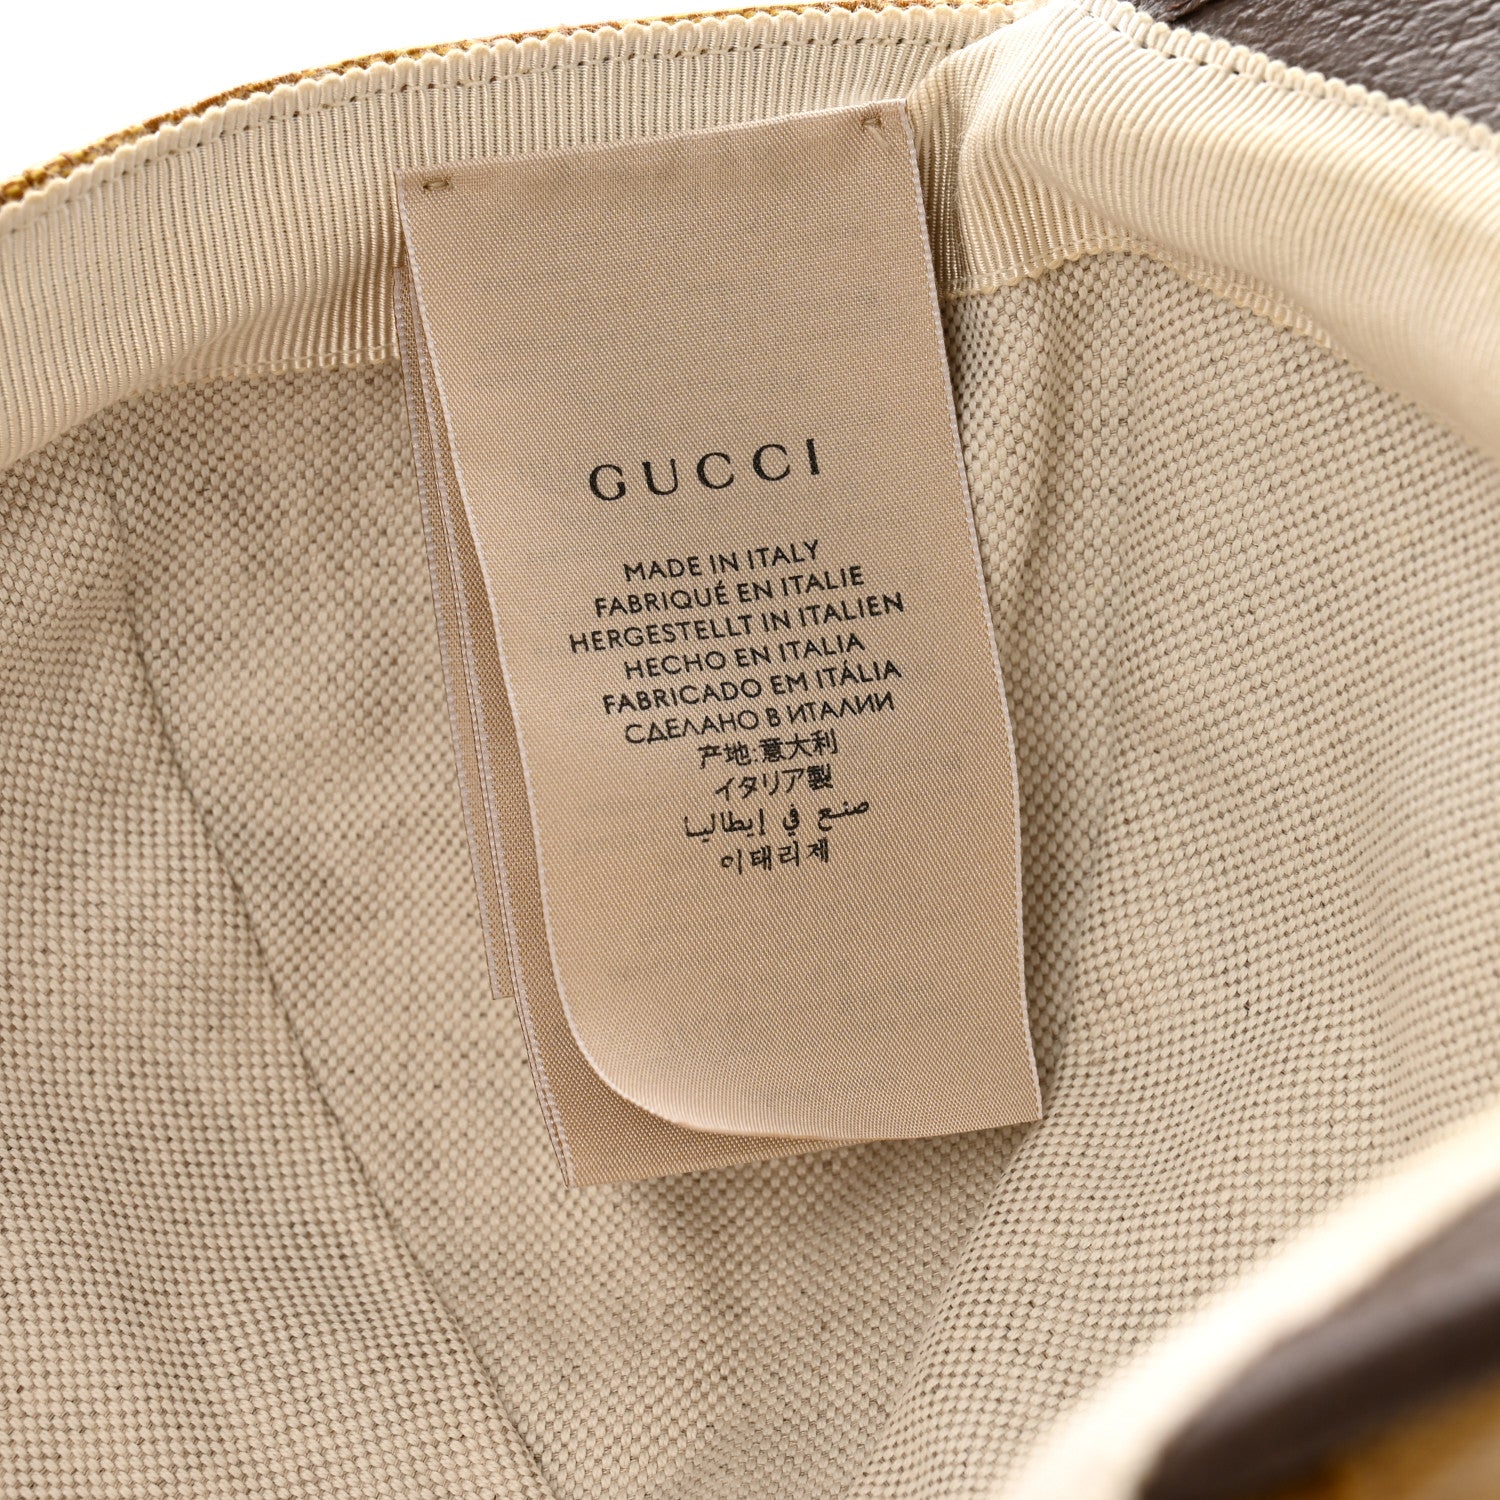 GUCCI
MADE IN ITALY
FABRIQUÉ EN ITALIE
HERGESTELLT IN ITALIEN
HECHO EN ITALIA
FABRICADO EM ITÁLIA
СДЕЛАНО В ИТАЛИИ
产地:意大利
イタリア製
صنع في إيطاليا
이태리제